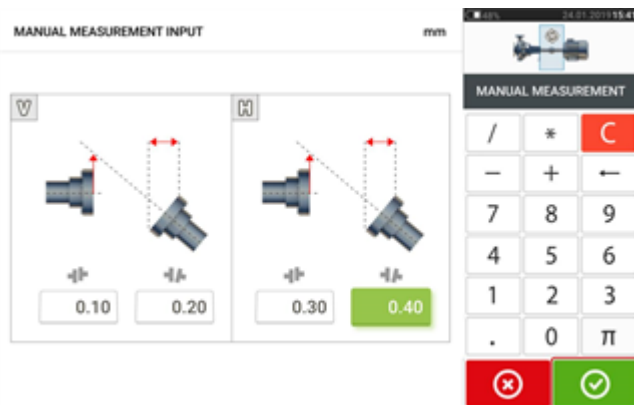 MANUAL MEASUREMENT INPUT
mm
V
H
0.10
0.20
0.30
0.40
24.01.2019 15:41
MANUAL MEASUREMENT
/ * C
− + ←
7 8 9
4 5 6
1 2 3
. 0 π